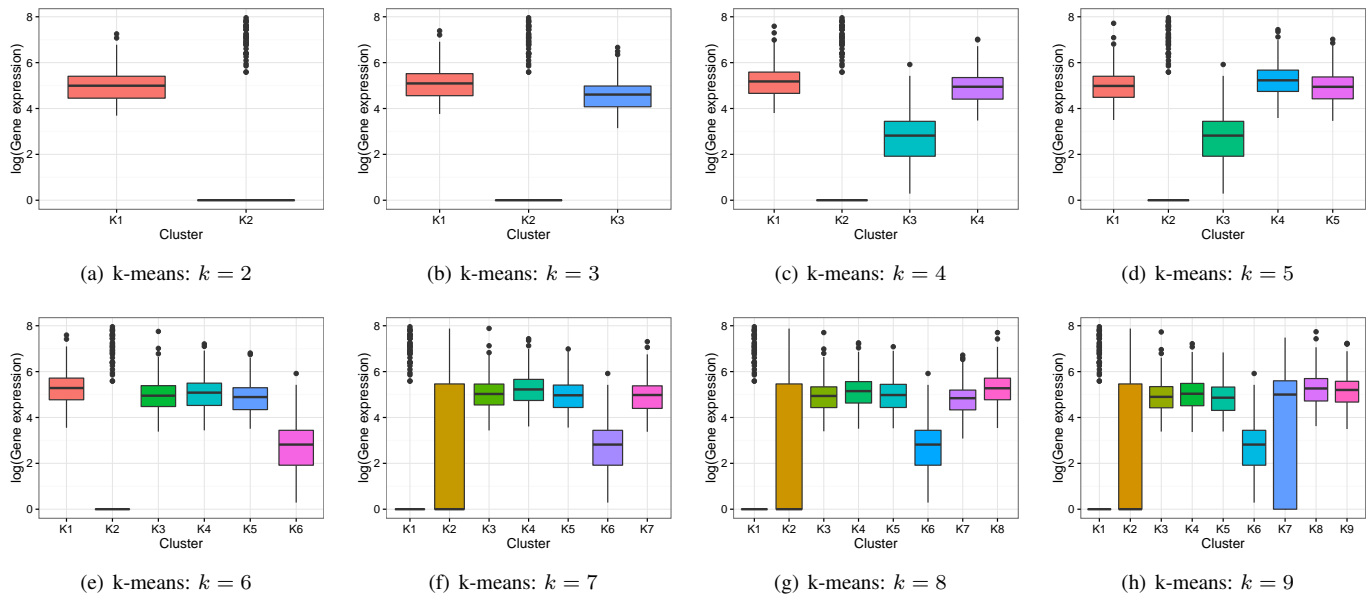 log(Gene expression)
8
6
4
2
0
K1 K2
Cluster
(a) k-means: k = 2
log(Gene expression)
8
6
4
2
0
K1 K2 K3
Cluster
(b) k-means: k = 3
log(Gene expression)
8
6
4
2
0
K1 K2 K3 K4
Cluster
(c) k-means: k = 4
log(Gene expression)
8
6
4
2
0
K1 K2 K3 K4 K5
Cluster
(d) k-means: k = 5
log(Gene expression)
8
6
4
2
0
K1 K2 K3 K4 K5 K6
Cluster
(e) k-means: k = 6
log(Gene expression)
8
6
4
2
0
K1 K2 K3 K4 K5 K6 K7
Cluster
(f) k-means: k = 7
log(Gene expression)
8
6
4
2
0
K1 K2 K3 K4 K5 K6 K7 K8
Cluster
(g) k-means: k = 8
log(Gene expression)
8
6
4
2
0
K1 K2 K3 K4 K5 K6 K7 K8 K9
Cluster
(h) k-means: k = 9